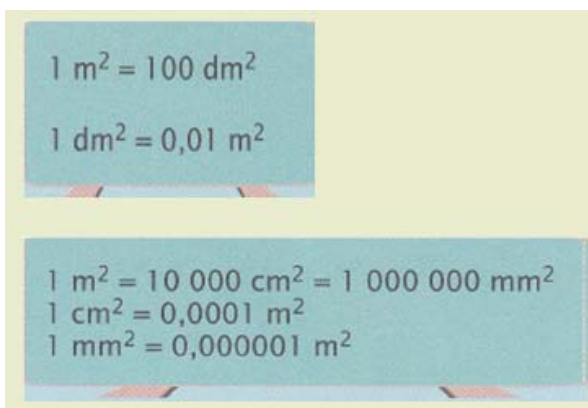 1 m² = 100 dm²
1 dm² = 0,01 m²
1 m² = 10 000 cm² = 1 000 000 mm²
1 cm² = 0,0001 m²
1 mm² = 0,000001 m²